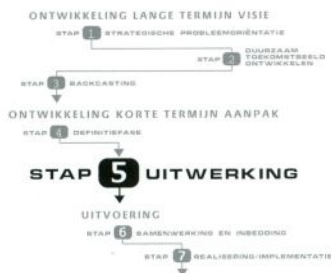 ONTWIKKELING LANGE TERMIJN VISIE
STAP 1 STRATEGISCHE PROBLEEMORIËNTATIE
STAP 2 DUURZAAM TOEKOMSTBEELD ONTWIKKELEN
STAP 3 BACKCASTING
ONTWIKKELING KORTE TERMIJN AANPAK
STAP 4 DEFINITIEFASE
STAP 5 UITWERKING
UITVOERING
STAP 6 SAMENWERKING EN INBEDDING
STAP 7 REALISERING/IMPLEMENTATIE